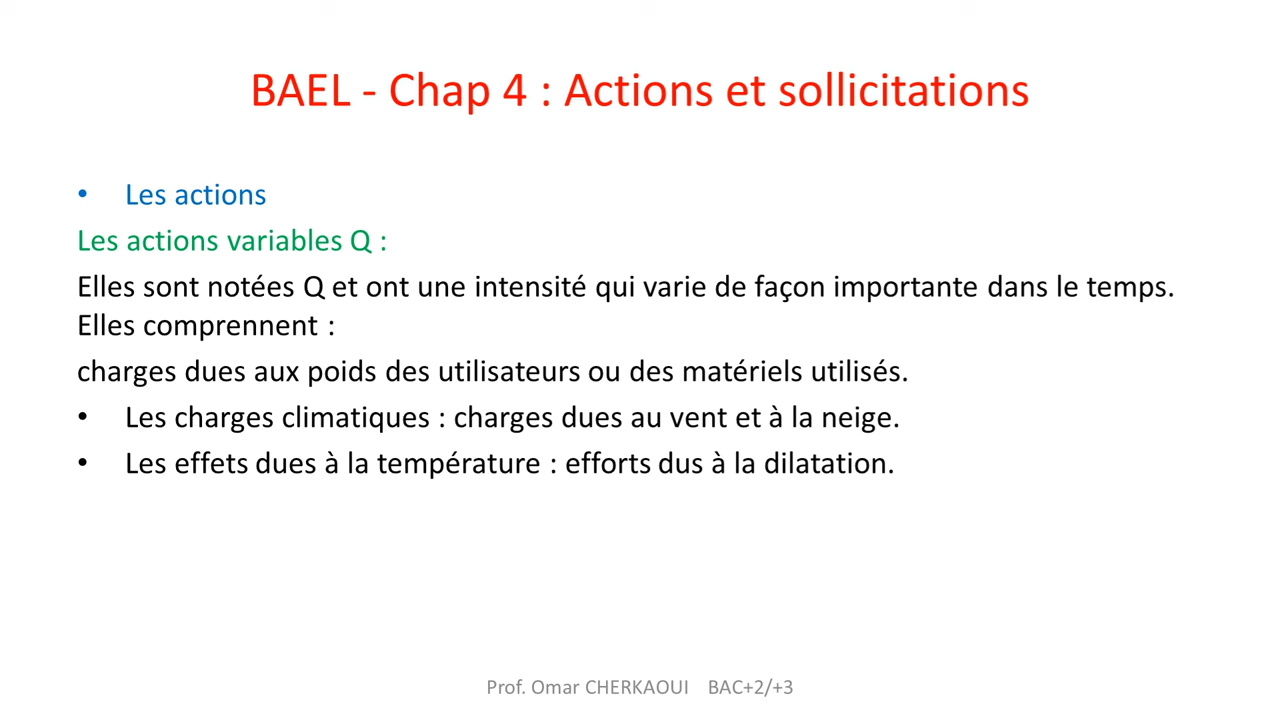 BAEL - Chap 4 : Actions et sollicitations
• Les actions
Les actions variables Q :
Elles sont notées Q et ont une intensité qui varie de façon importante dans le temps.
Elles comprennent :
charges dues aux poids des utilisateurs ou des matériels utilisés.
• Les charges climatiques : charges dues au vent et à la neige.
• Les effets dues à la température : efforts dus à la dilatation.
Prof. Omar CHERKAOUI BAC+2/+3